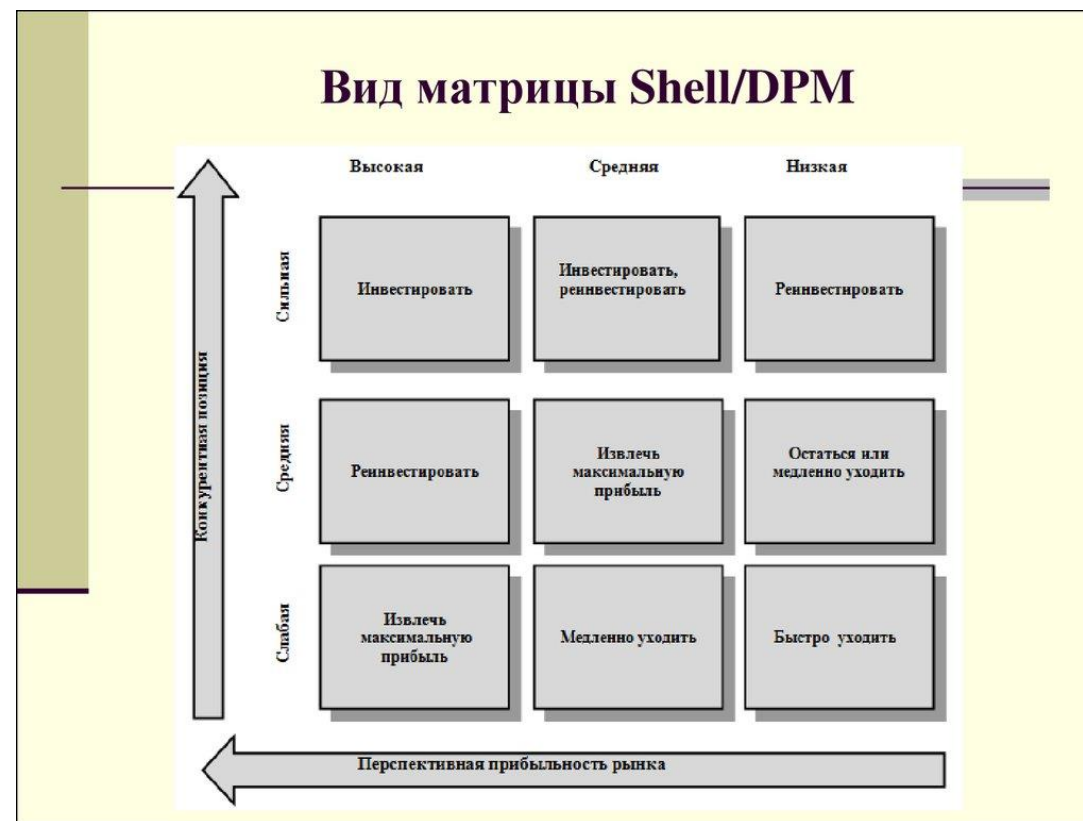 Вид матрицы Shell/DPM
Высокая
Средняя
Низкая
Конкурентная позиция
Сильная
Инвестировать
Инвестировать,
реинвестировать
Реинвестировать
Средняя
Реинвестировать
Извлечь
максимальную
прибыль
Остаться или
медленно уходить
Слабая
Извлечь
максимальную
прибыль
Медленно уходить
Быстро уходить
Перспективная прибыльность рынка